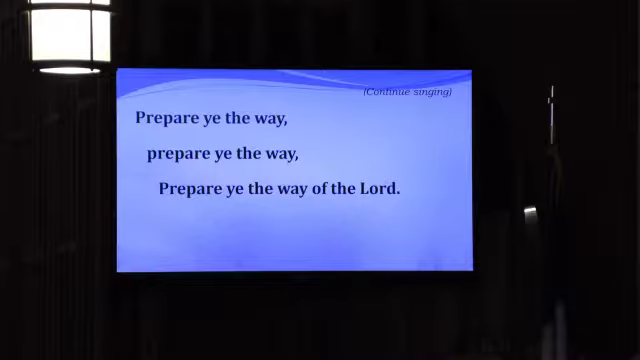 (Continue singing)
Prepare ye the way,
prepare ye the way,
Prepare ye the way of the Lord.